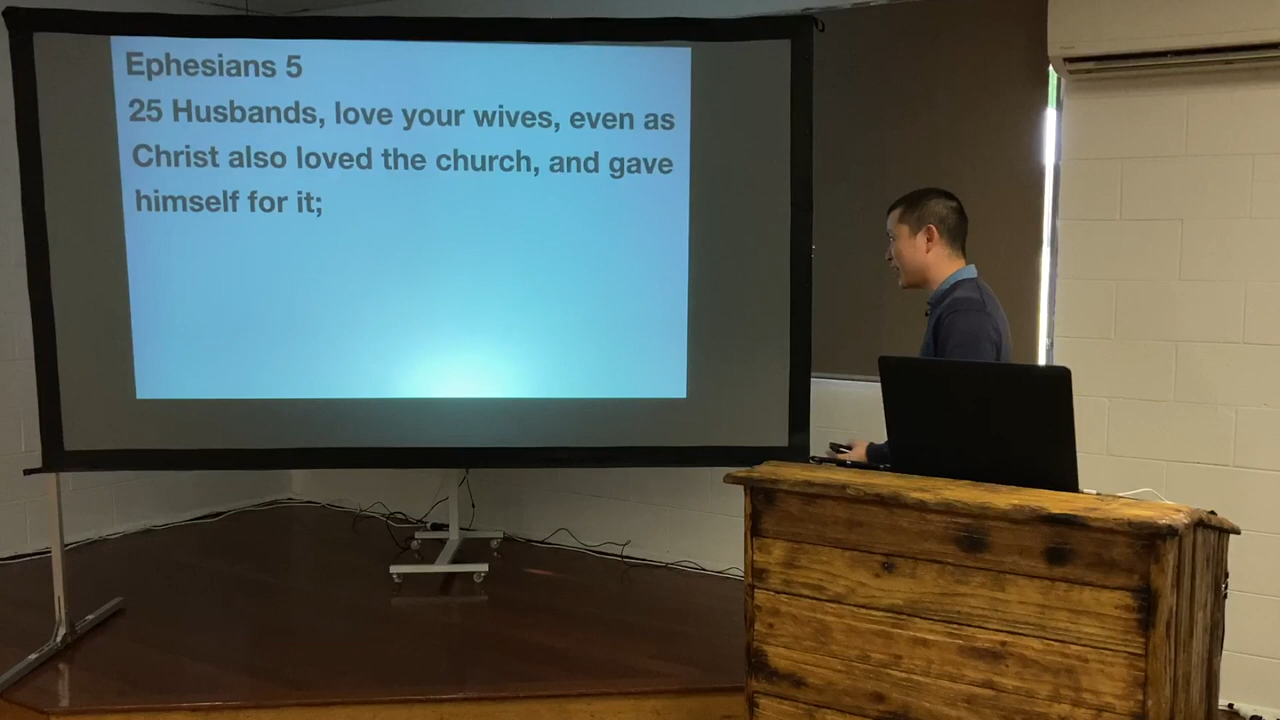 Ephesians 5
25 Husbands, love your wives, even as
Christ also loved the church, and gave
himself for it;